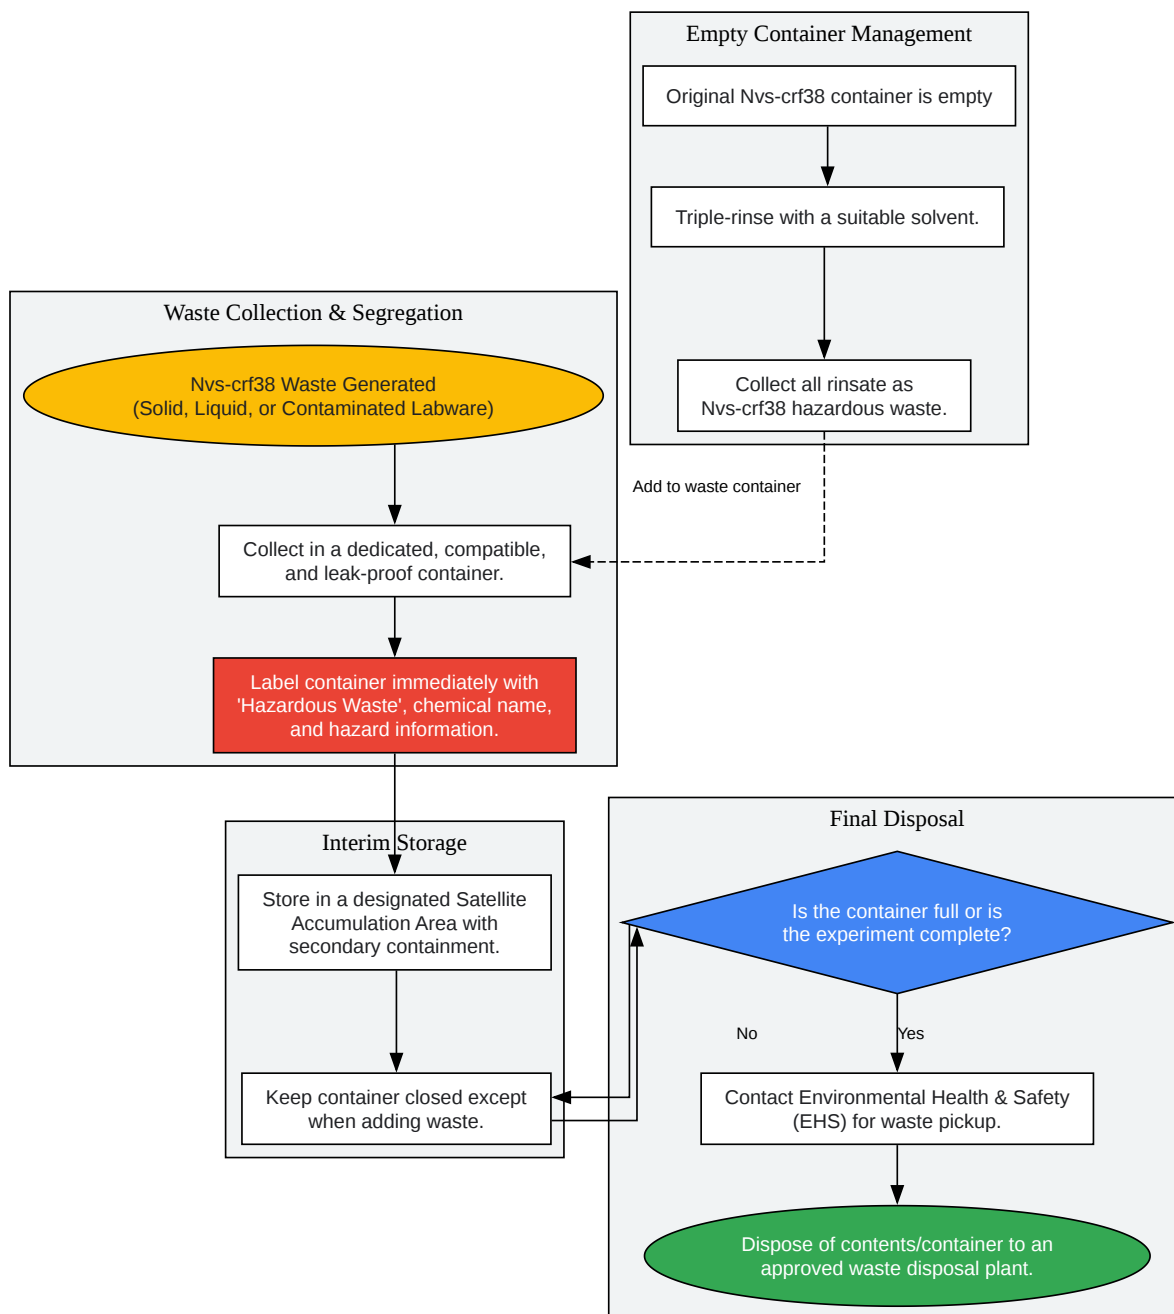 Empty Container Management
Original Nvs-crf38 container is empty
Triple-rinse with a suitable solvent.
Collect all rinsate as
Nvs-crf38 hazardous waste.
Add to waste container
Waste Collection & Segregation
Nvs-crf38 Waste Generated
(Solid, Liquid, or Contaminated Labware)
Collect in a dedicated, compatible,
and leak-proof container.
Label container immediately with
'Hazardous Waste', chemical name,
and hazard information.
Interim Storage
Store in a designated Satellite
Accumulation Area with
secondary containment.
Keep container closed except
when adding waste.
Final Disposal
Is the container full or is
the experiment complete?
No
Yes
Contact Environmental Health & Safety
(EHS) for waste pickup.
Dispose of contents/container to an
approved waste disposal plant.